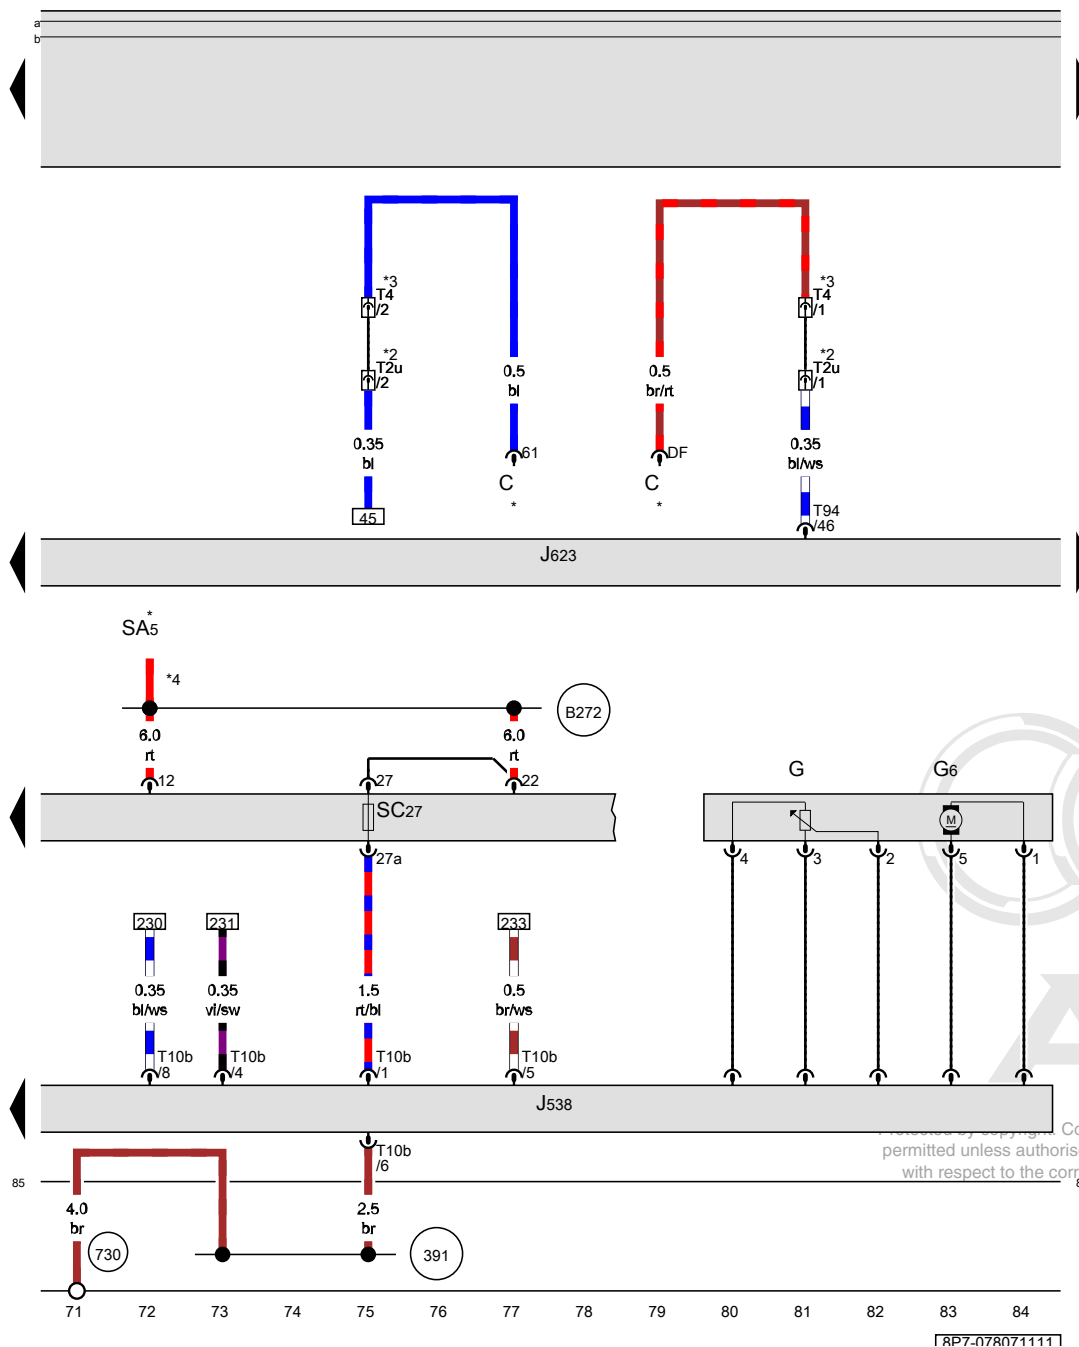 a
b
*3
T4
/2
*3
T4
/1
*2
T2u
/2
*2
T2u
/1
0.5
bl
0.5
br/rt
0.35
bl
0.35
bl/ws
61
DF
C
*
C
*
45
T94
/46
J623
*
SA5
*4
B272
6.0
rt
6.0
rt
12
27
22
G
G6
SC27
M
27a
4
3
2
5
1
230
231
233
0.35
bl/ws
0.35
vi/sw
1.5
rt/bl
0.5
br/ws
T10b
/8
T10b
/4
T10b
/1
T10b
/5
J538
T10b
/6
Protected by copyright. Co
permitted unless authoris
with respect to the corr
85
4.0
br
2.5
br
730
391
71 72 73 74 75 76 77 78 79 80 81 82 83 84
8P7-078071111